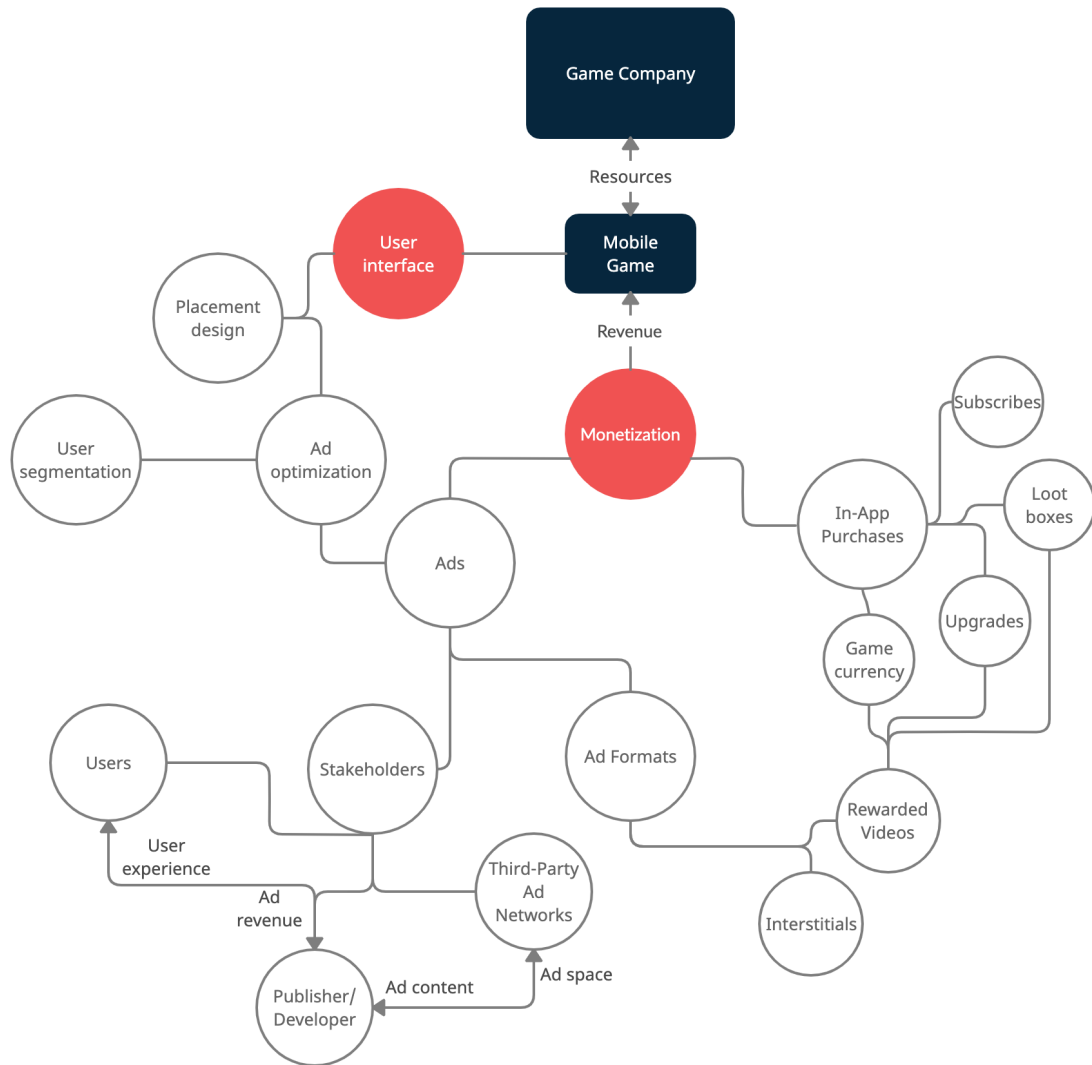 Game Company
Resources
User
interface
Mobile
Game
Placement
design
Revenue
Monetization
Subscribes
User
segmentation
Ad
optimization
In-App
Purchases
Loot
boxes
Ads
Upgrades
Game
currency
Users
Stakeholders
Ad Formats
Rewarded
Videos
User
experience
Third-Party
Ad
Networks
Ad
revenue
Interstitials
Ad content
Ad space
Publisher/
Developer